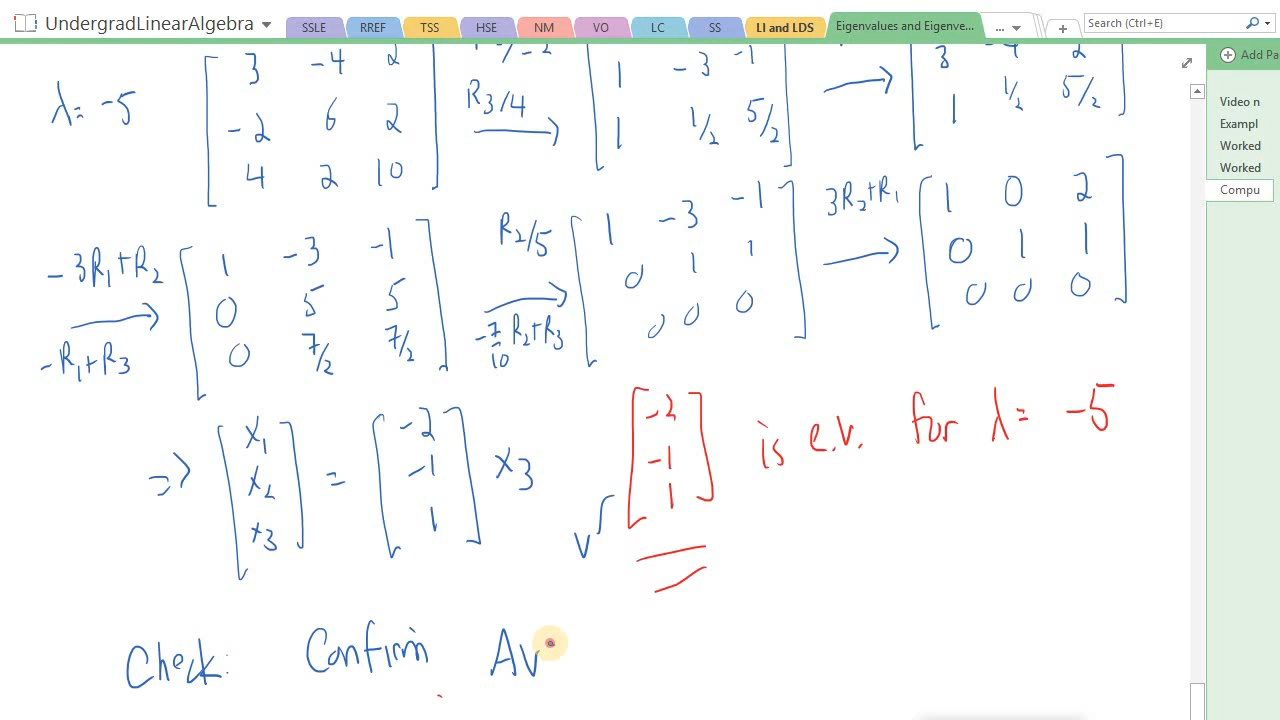 UndergradLinearAlgebra
SSLE RREF TSS HSE NM VO LC SS LI and LDS Eigenvalues and Eigenve... ...
Search (Ctrl+E)
Add Pa
Video n
Exampl
Worked
Worked
Compu
λ = -5
3 -4 2
-2 6 2
4 2 10
R3/4
1 -3 -1
1 1/2 5/2
3 -4 2
1 1/2 5/2
-3R1+R2
-R1+R3
1 -3 -1
0 5 5
0 7/2 7/2
R2/5
-7/10 R2+R3
1 -3 -1
0 1 1
0 0 0
3R2+R1
1 0 2
0 1 1
0 0 0
=> [x1 x2 x3] = [-2 -1 1] x3
v
[-2 -1 1] is e.v. for λ = -5
Check: Confirm Av